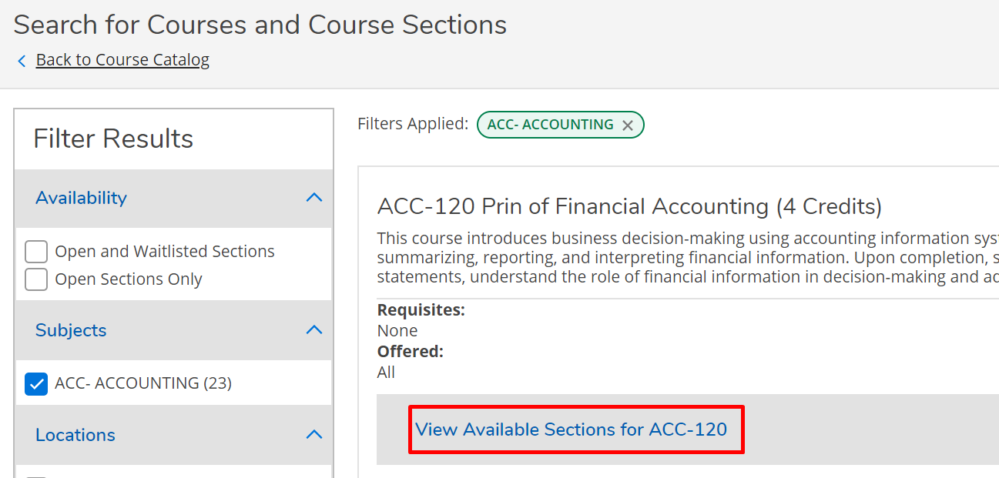 Search for Courses and Course Sections
Back to Course Catalog
Filter Results
Availability
Open and Waitlisted Sections
Open Sections Only
Subjects
ACC- ACCOUNTING (23)
Locations
Filters Applied: ACC- ACCOUNTING
ACC-120 Prin of Financial Accounting (4 Credits)
This course introduces business decision-making using accounting information
summarizing, reporting, and interpreting financial information. Upon completion,
statements, understand the role of financial information in decision-making and
Requisites:
None
Offered:
All
View Available Sections for ACC-120